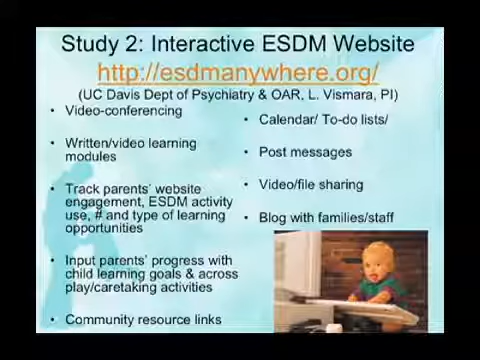 Study 2: Interactive ESDM Website
http://esdmanywhere.org/
(UC Davis Dept of Psychiatry & OAR, L. Vismara, PI)
• Video-conferencing
• Written/video learning
modules
• Track parents' website
engagement, ESDM activity
use, # and type of learning
opportunities
• Input parents' progress with
child learning goals & across
play/caretaking activities
• Community resource links
• Calendar/ To-do lists/
• Post messages
• Video/file sharing
• Blog with families/staff